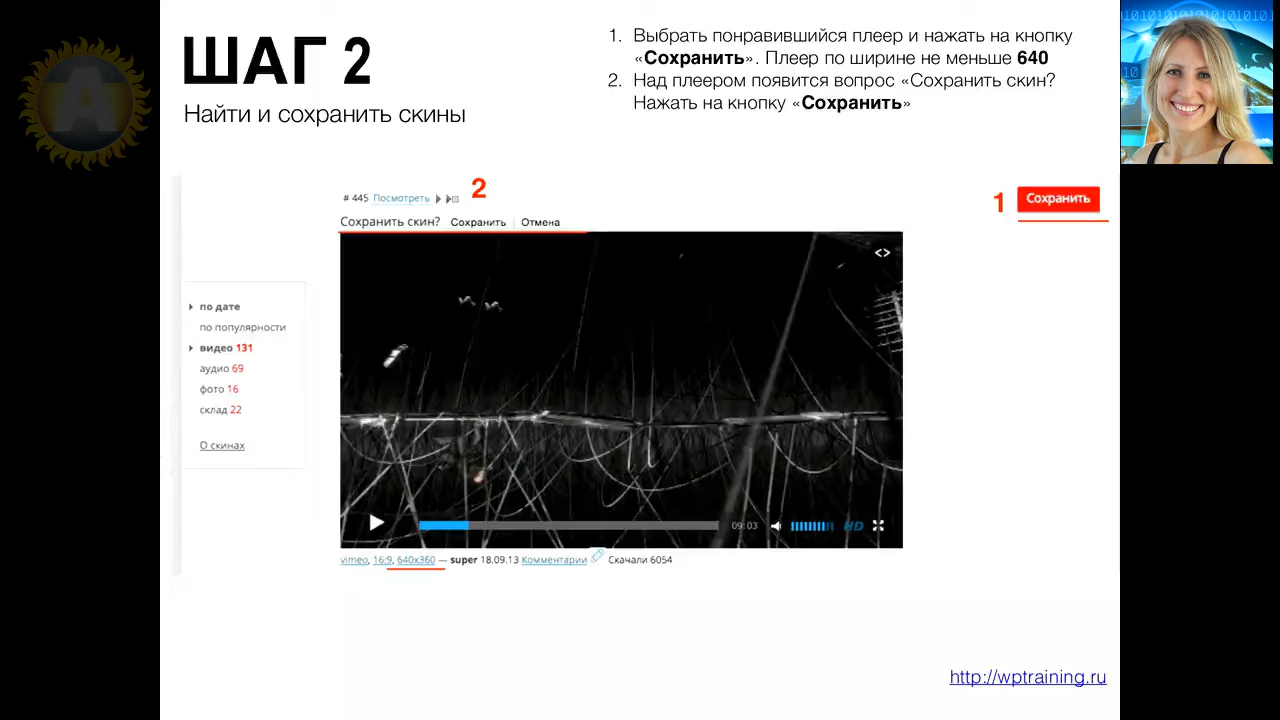 ШАГ 2
Найти и сохранить скины
1. Выбрать понравившийся плеер и нажать на кнопку
«Сохранить». Плеер по ширине не меньше 640
2. Над плеером появится вопрос «Сохранить скин?
Нажать на кнопку «Сохранить»
A
# 445 Посмотреть
2
1
Сохранить
Сохранить скин? Сохранить | Отмена
<>
по дате
по популярности
видео 131
аудио 69
фото 16
склад 22
О скинах
09:03 HD
vimeo, 16:9, 640x360 — super 18.09.13 Комментарии Скачали 6054
http://wptraining.ru